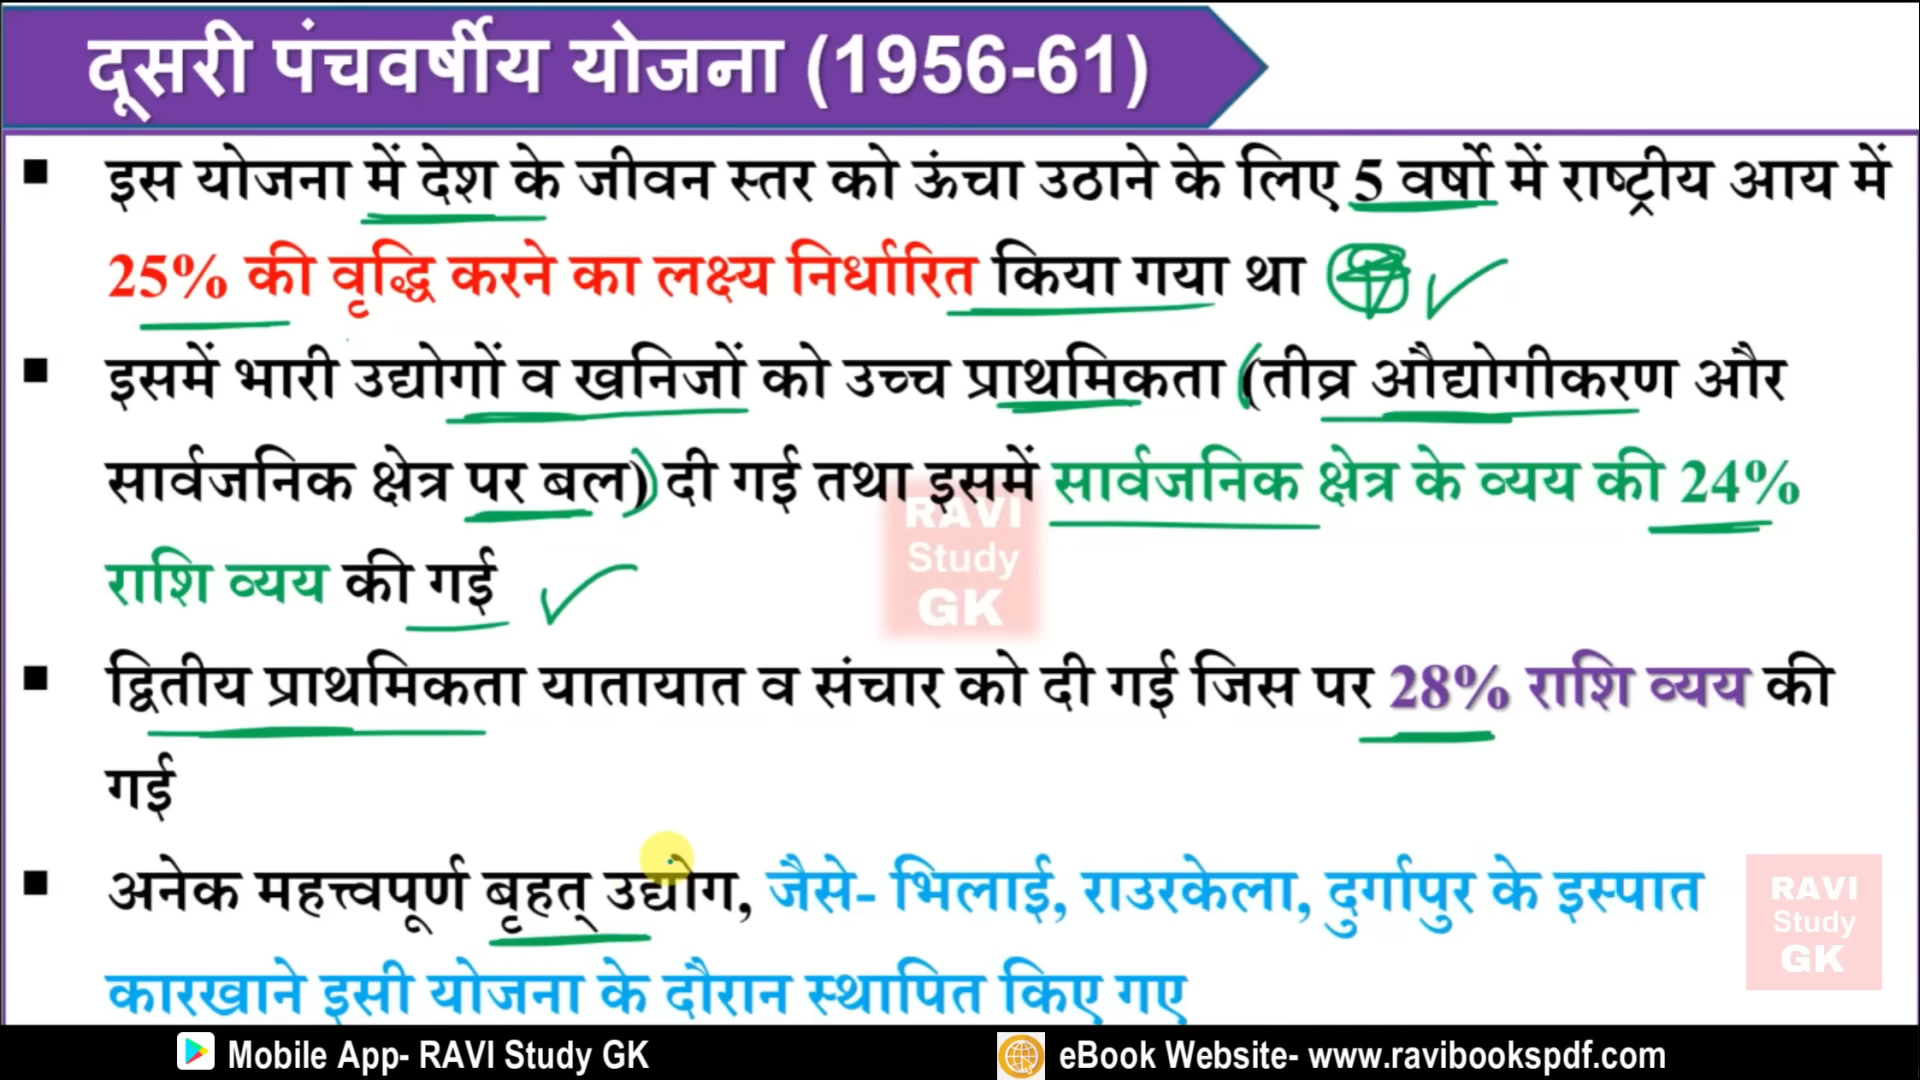 दूसरी पंचवर्षीय योजना (1956-61)
▪ इस योजना में देश के जीवन स्तर को ऊंचा उठाने के लिए 5 वर्षो में राष्ट्रीय आय में
25% की वृद्धि करने का लक्ष्य निर्धारित किया गया था
▪ इसमें भारी उद्योगों व खनिजों को उच्च प्राथमिकता (तीव्र औद्योगीकरण और
सार्वजनिक क्षेत्र पर बल) दी गई तथा इसमें सार्वजनिक क्षेत्र के व्यय की 24%
राशि व्यय की गई
RAVI
Study
GK
▪ द्वितीय प्राथमिकता यातायात व संचार को दी गई जिस पर 28% राशि व्यय की
गई
▪ अनेक महत्त्वपूर्ण बृहत् उद्योग, जैसे- भिलाई, राउरकेला, दुर्गापुर के इस्पात
कारखाने इसी योजना के दौरान स्थापित किए गए
RAVI
Study
GK
Mobile App- RAVI Study GK
eBook Website- www.ravibookspdf.com